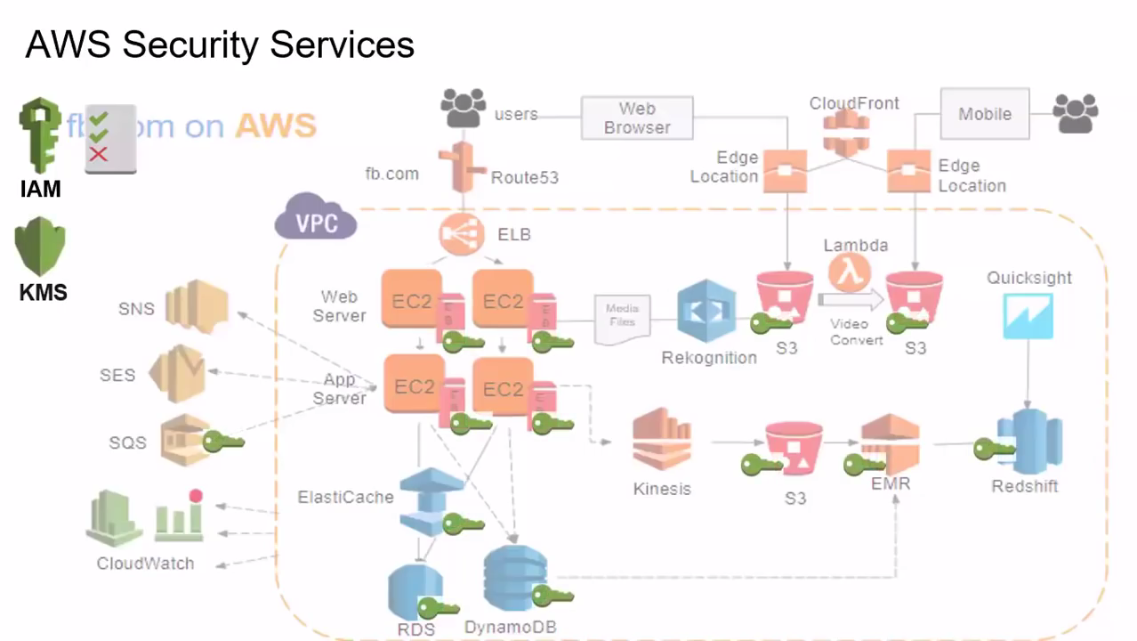 AWS Security Services
fb.com on AWS
IAM
KMS
users
Web
Browser
CloudFront
Mobile
fb.com
Route53
Edge
Location
Edge
Location
VPC
ELB
Lambda
Quicksight
SNS
Web
Server
EC2
EC2
Media
Files
Rekognition
S3
Video
Convert
S3
SES
App
Server
EC2
EC2
SQS
Kinesis
S3
EMR
Redshift
ElastiCache
CloudWatch
RDS
DynamoDB